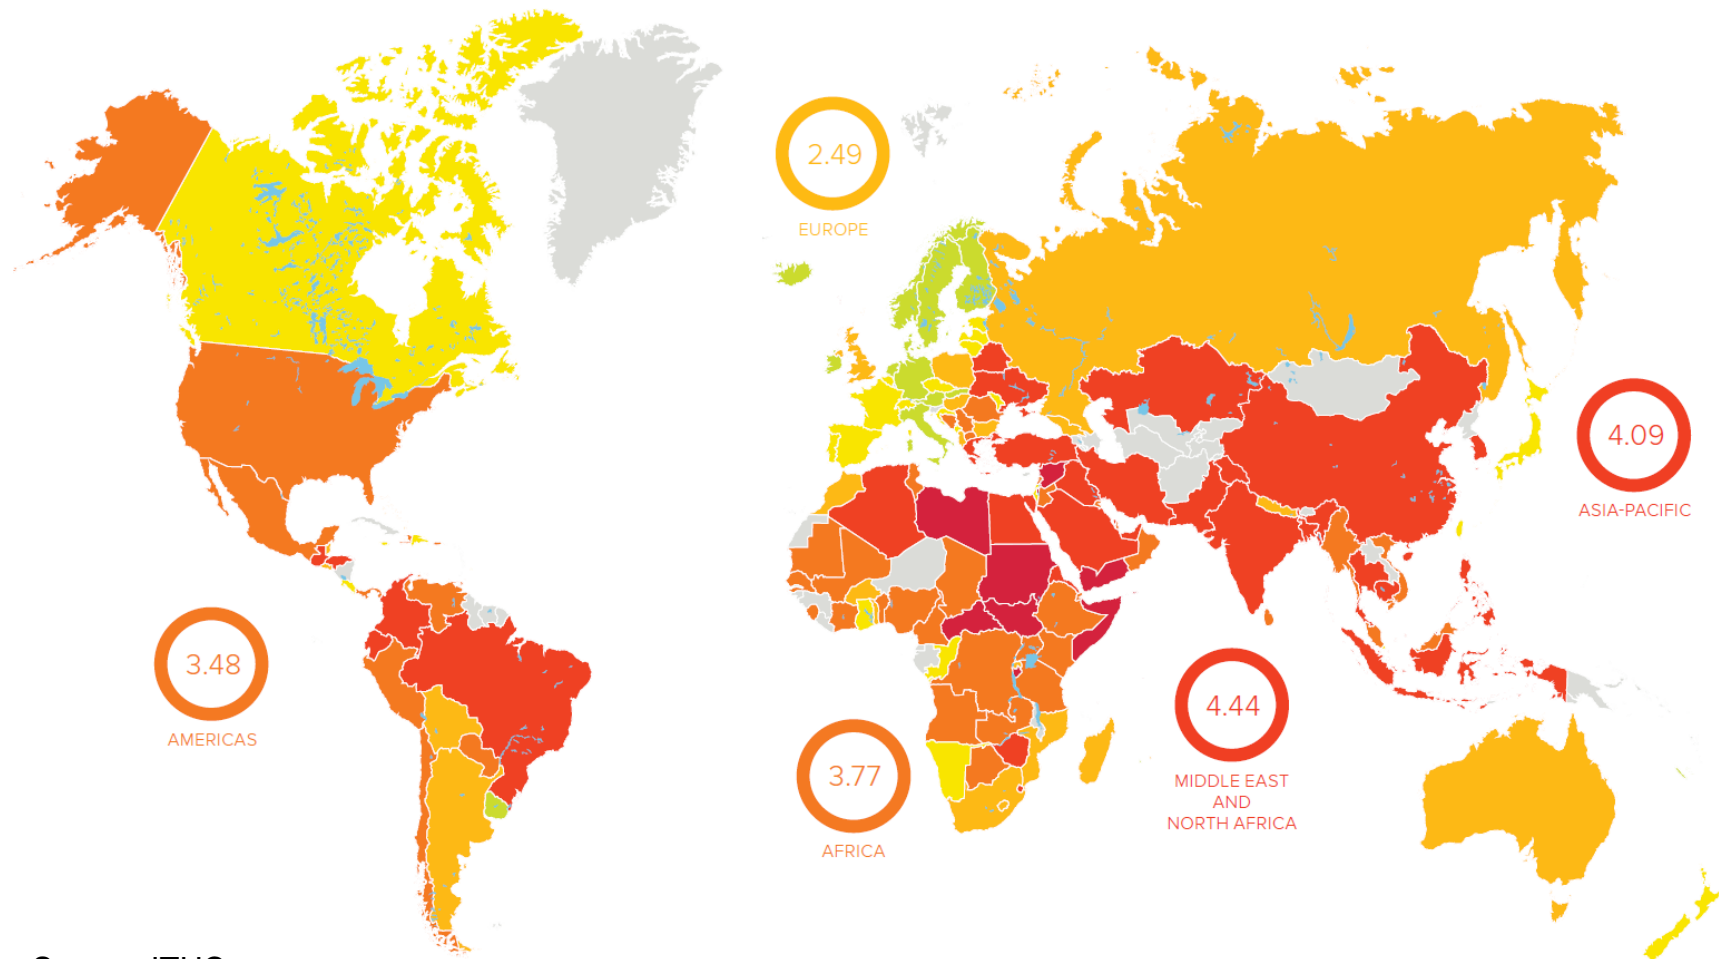 2.49
EUROPE
4.09
ASIA-PACIFIC
3.48
AMERICAS
4.44
MIDDLE EAST
AND
NORTH AFRICA
3.77
AFRICA